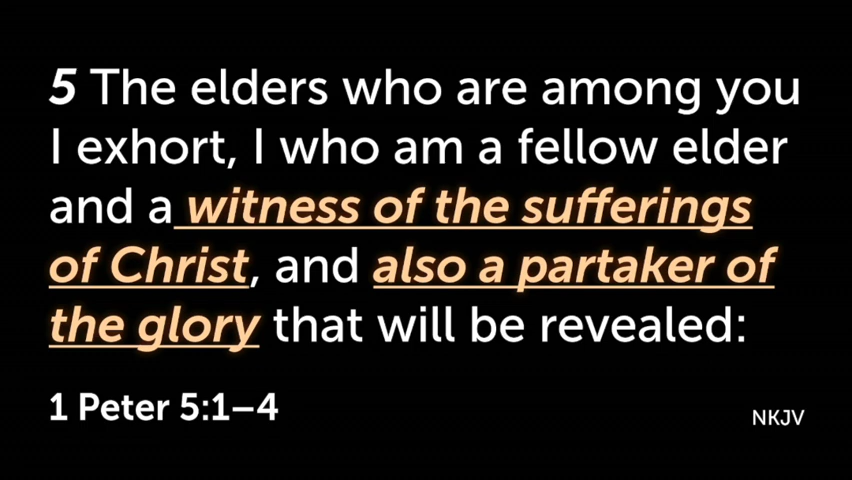 5 The elders who are among you
I exhort, I who am a fellow elder
and a witness of the sufferings
of Christ, and also a partaker of
the glory that will be revealed:
1 Peter 5:1–4
NKJV